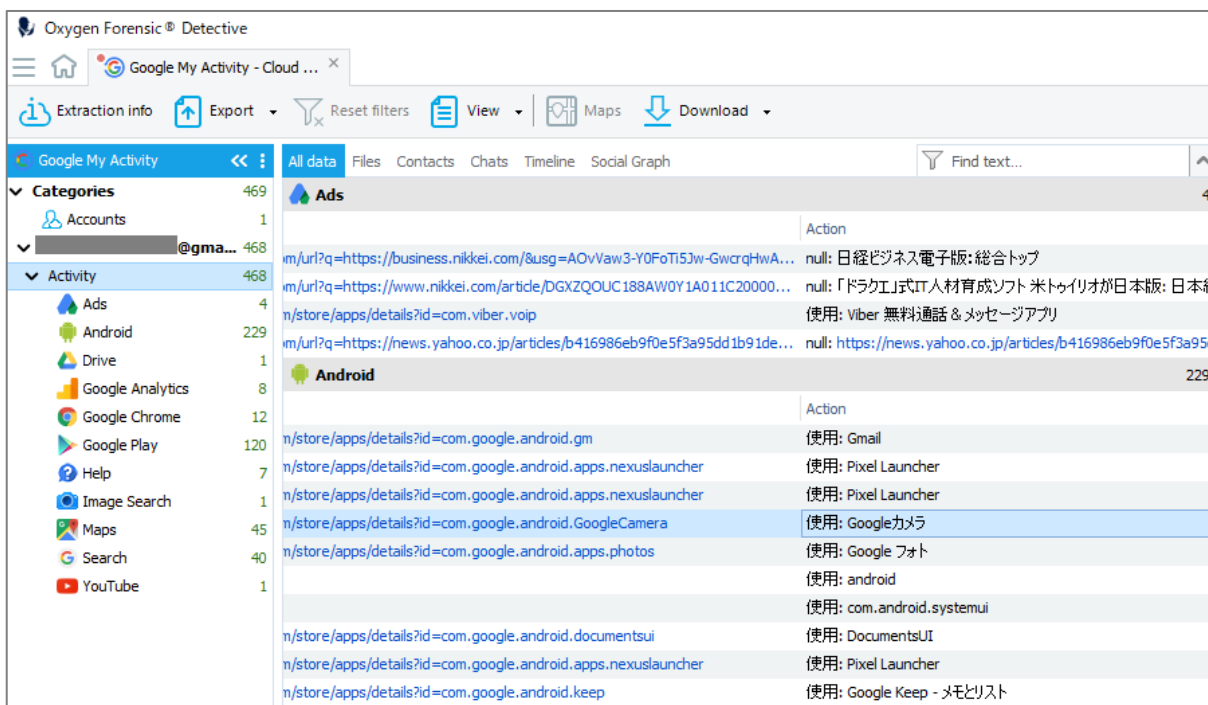 Oxygen Forensic® Detective
Google My Activity - Cloud ...
Extraction info Export Reset filters View Maps Download
Google My Activity
All data Files Contacts Chats Timeline Social Graph Find text...
Categories 469
Accounts 1
@gma... 468
Activity 468
Ads 4
Android 229
Drive 1
Google Analytics 8
Google Chrome 12
Google Play 120
Help 7
Image Search 1
Maps 45
Search 40
YouTube 1
Ads 4
Action
m/url?q=https://business.nikkei.com/&usg=AOvVaw3-Y0FoTi5Jw-GwcrqHwA... null: 日経ビジネス電子版: 総合トップ
m/url?q=https://www.nikkei.com/article/DGXZQOUC188AW0Y1A011C20000... null: 「ドラクエ」式IT人材育成ソフト 米トゥイリオが日本版: 日本経
m/store/apps/details?id=com.viber.voip 使用: Viber 無料通話 & メッセージアプリ
m/url?q=https://news.yahoo.co.jp/articles/b416986eb9f0e5f3a95dd1b91de... null: https://news.yahoo.co.jp/articles/b416986eb9f0e5f3a95
Android 229
Action
m/store/apps/details?id=com.google.android.gm 使用: Gmail
m/store/apps/details?id=com.google.android.apps.nexuslauncher 使用: Pixel Launcher
m/store/apps/details?id=com.google.android.apps.nexuslauncher 使用: Pixel Launcher
m/store/apps/details?id=com.google.android.GoogleCamera 使用: Googleカメラ
m/store/apps/details?id=com.google.android.apps.photos 使用: Google フォト
使用: android
使用: com.android.systemui
m/store/apps/details?id=com.google.android.documentsui 使用: DocumentsUI
m/store/apps/details?id=com.google.android.apps.nexuslauncher 使用: Pixel Launcher
m/store/apps/details?id=com.google.android.keep 使用: Google Keep - メモとリスト